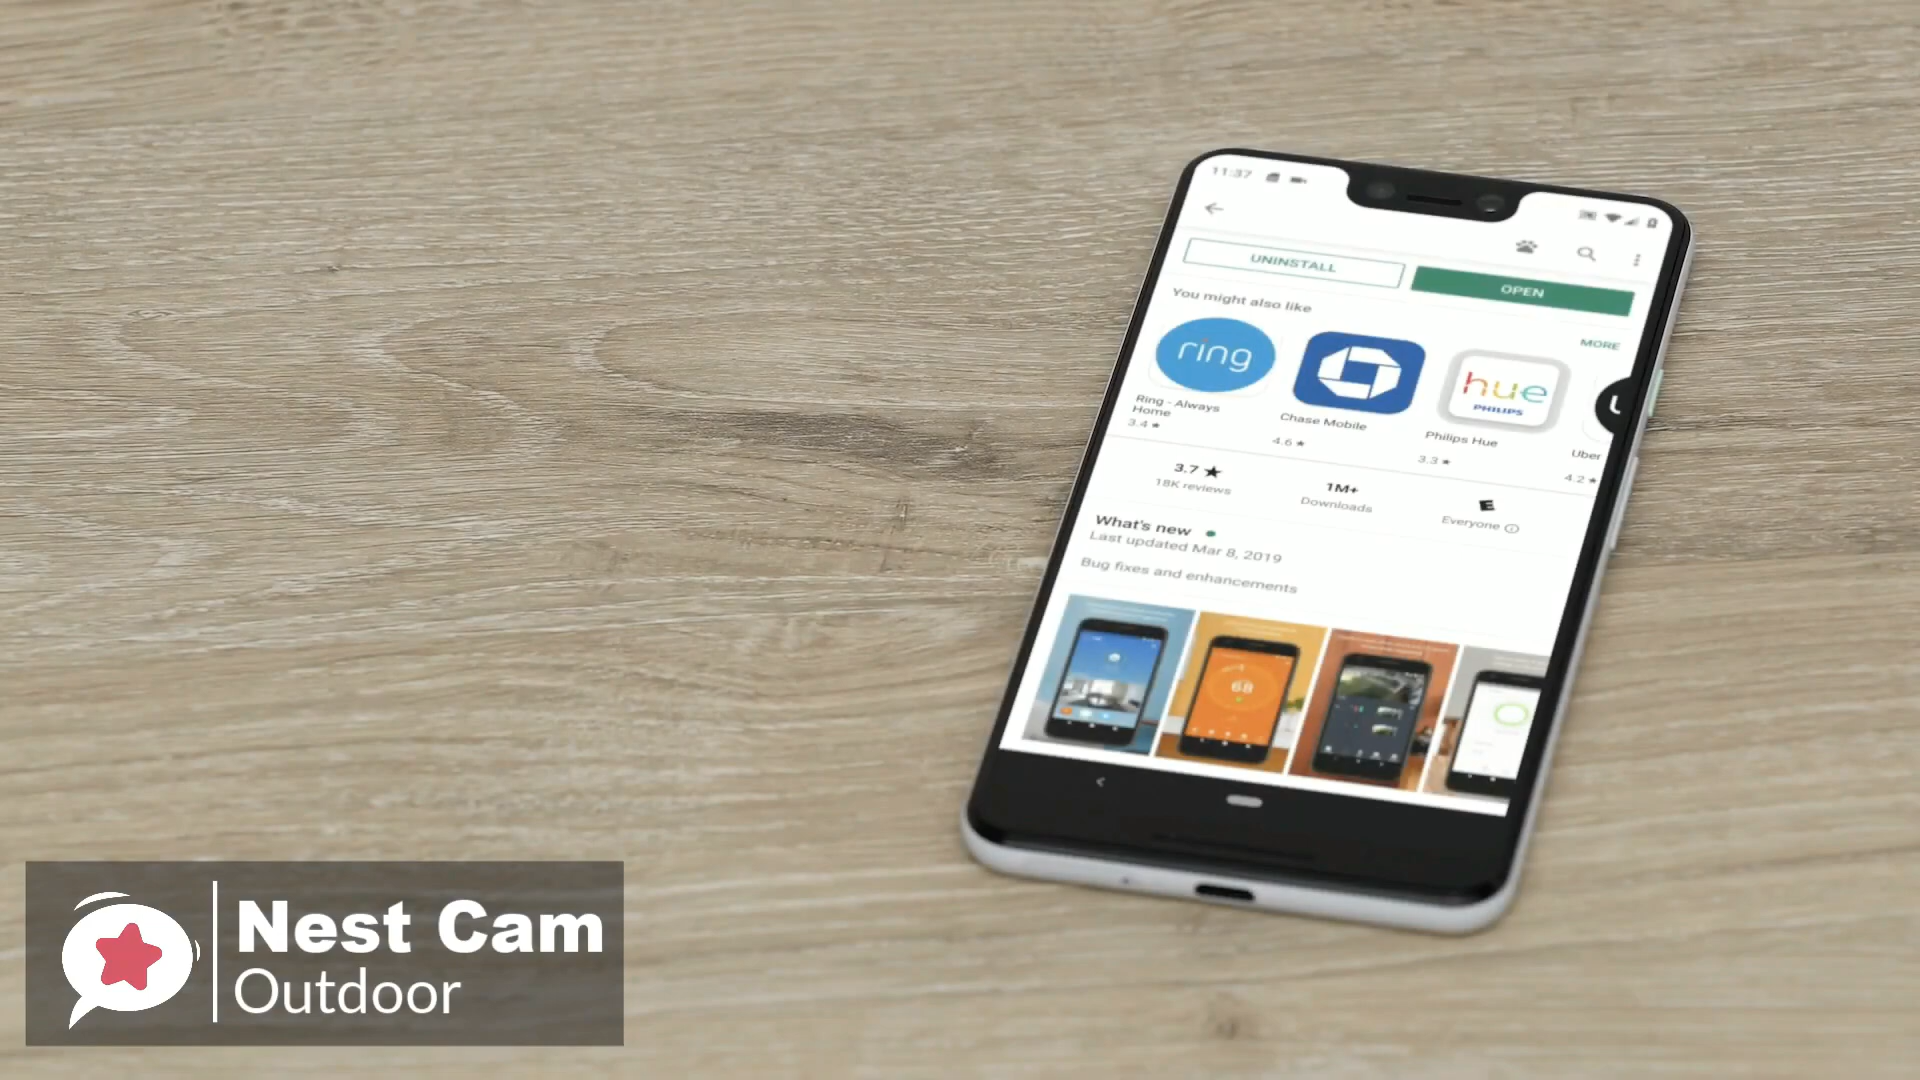 11:37
UNINSTALL
OPEN
You might also like
MORE
ring
hue
PHILIPS
Ring - Always
Home
3.4 ★
Chase Mobile
4.6 ★
Philips Hue
3.3 ★
Uber
4.2 ★
3.7 ★
18K reviews
1M+
Downloads
E
Everyone
What's new
Last updated Mar 8, 2019
Bug fixes and enhancements
68
Nest Cam
Outdoor